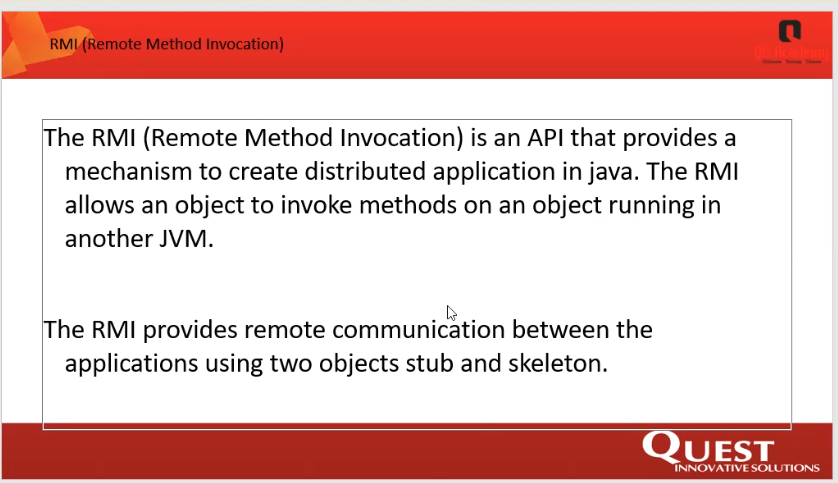 RMI (Remote Method Invocation)
The RMI (Remote Method Invocation) is an API that provides a
mechanism to create distributed application in java. The RMI
allows an object to invoke methods on an object running in
another JVM.
The RMI provides remote communication between the
applications using two objects stub and skeleton.
QUEST
INNOVATIVE SOLUTIONS